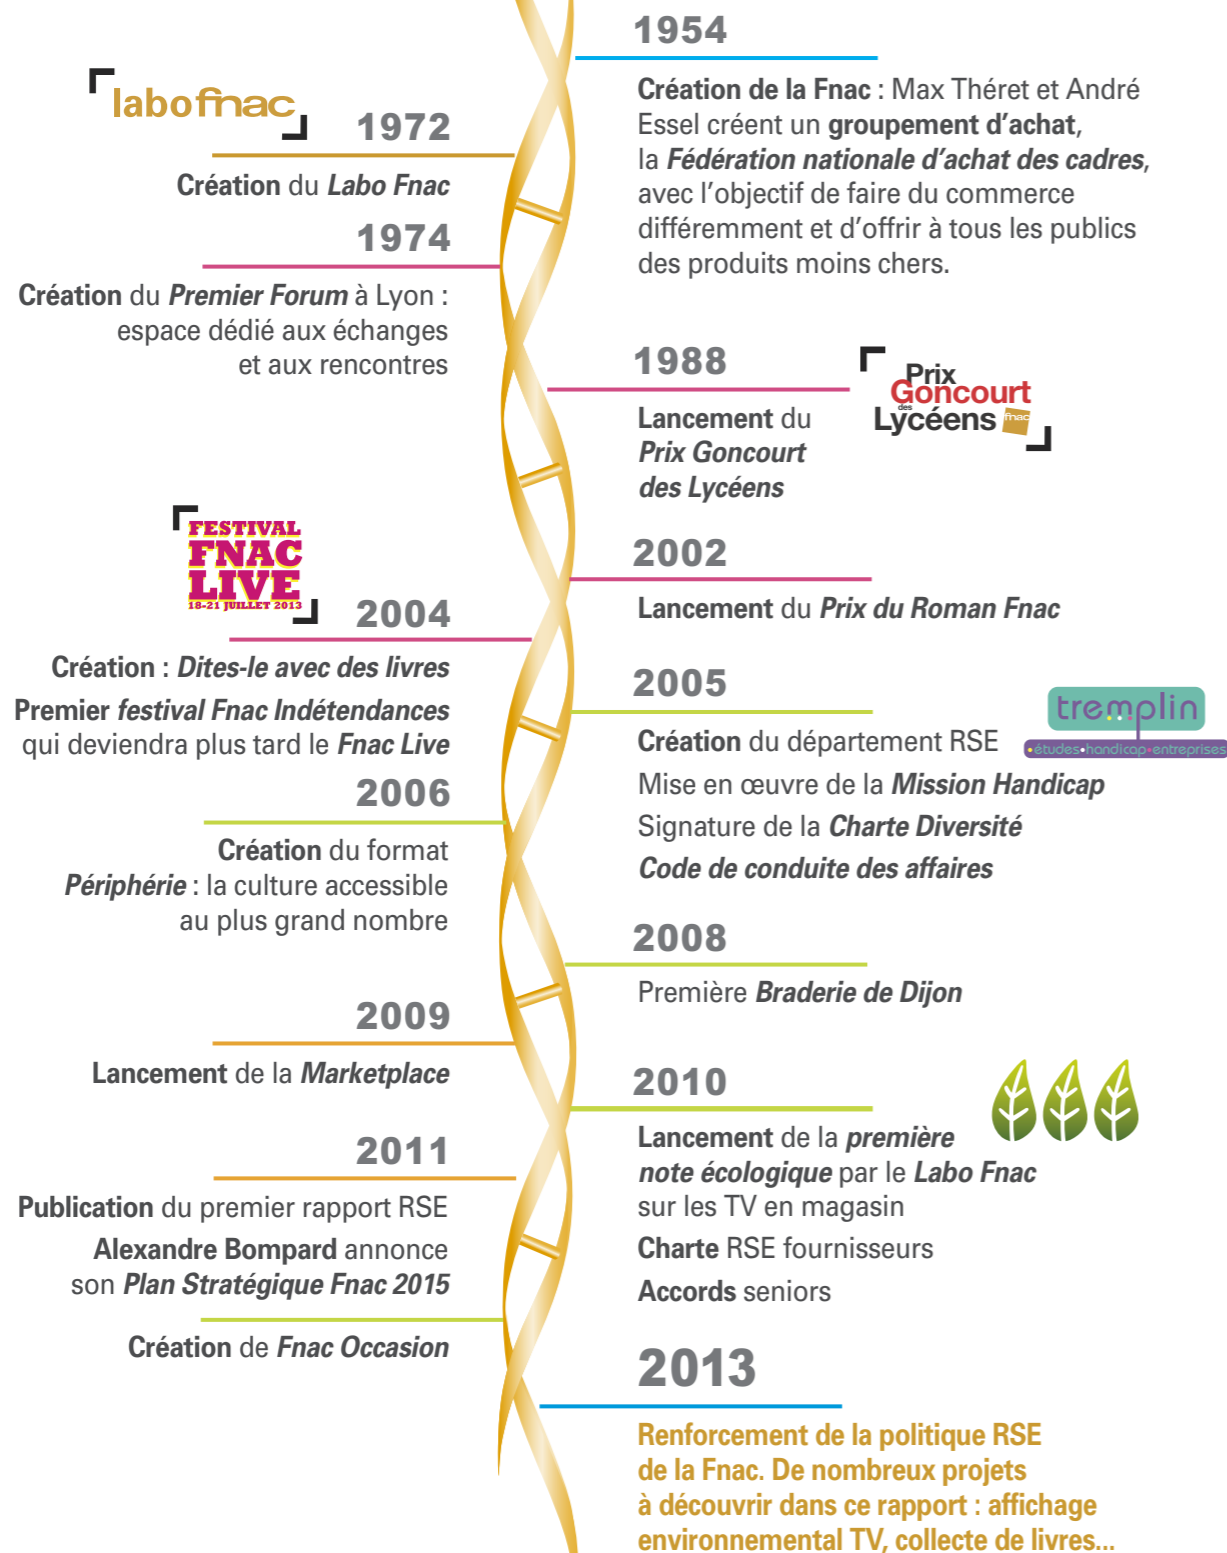 1954
Création de la Fnac : Max Théret et André
Essel créent un groupement d’achat,
la Fédération nationale d’achat des cadres,
avec l’objectif de faire du commerce
différemment et d’offrir à tous les publics
des produits moins chers.
labofnac
1972
Création du Labo Fnac
1974
Création du Premier Forum à Lyon :
espace dédié aux échanges
et aux rencontres
1988
Lancement du
Prix Goncourt
des Lycéens
Prix
Goncourt
des
Lycéens fnac
2002
Lancement du Prix du Roman Fnac
FESTIVAL
FNAC
LIVE
18-21 JUILLET 2013
2004
Création : Dites-le avec des livres
Premier festival Fnac Indétendances
qui deviendra plus tard le Fnac Live
2005
Création du département RSE
Mise en œuvre de la Mission Handicap
Signature de la Charte Diversité
Code de conduite des affaires
tremplin
•études•handicap•entreprises
2006
Création du format
Périphérie : la culture accessible
au plus grand nombre
2008
Première Braderie de Dijon
2009
Lancement de la Marketplace
2010
Lancement de la première
note écologique par le Labo Fnac
sur les TV en magasin
Charte RSE fournisseurs
Accords seniors
2011
Publication du premier rapport RSE
Alexandre Bompard annonce
son Plan Stratégique Fnac 2015
Création de Fnac Occasion
2013
Renforcement de la politique RSE
de la Fnac. De nombreux projets
à découvrir dans ce rapport : affichage
environnemental TV, collecte de livres...